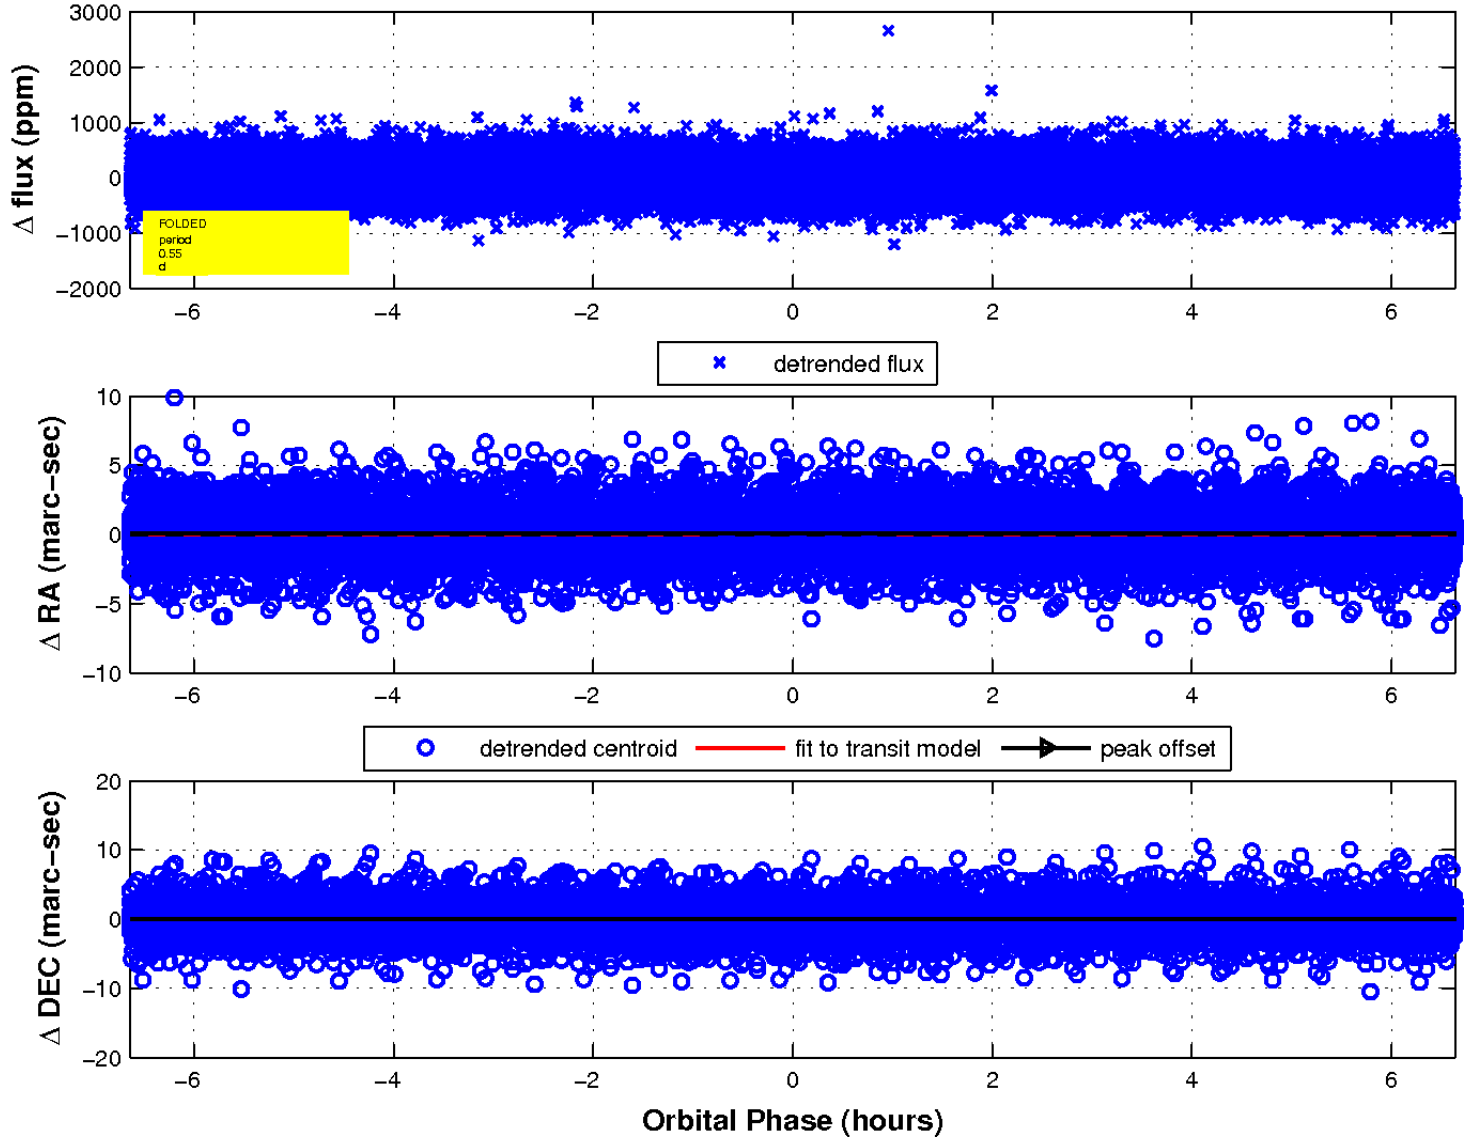 3000
2000
1000
0
−1000
−2000
Δ flux (ppm)
FOLDED
period
0.55
d
−6 −4 −2 0 2 4 6
detrended flux
10
5
0
−5
−10
Δ RA (marc−sec)
−6 −4 −2 0 2 4 6
detrended centroid fit to transit model peak offset
20
10
0
−10
−20
Δ DEC (marc−sec)
−6 −4 −2 0 2 4 6
Orbital Phase (hours)